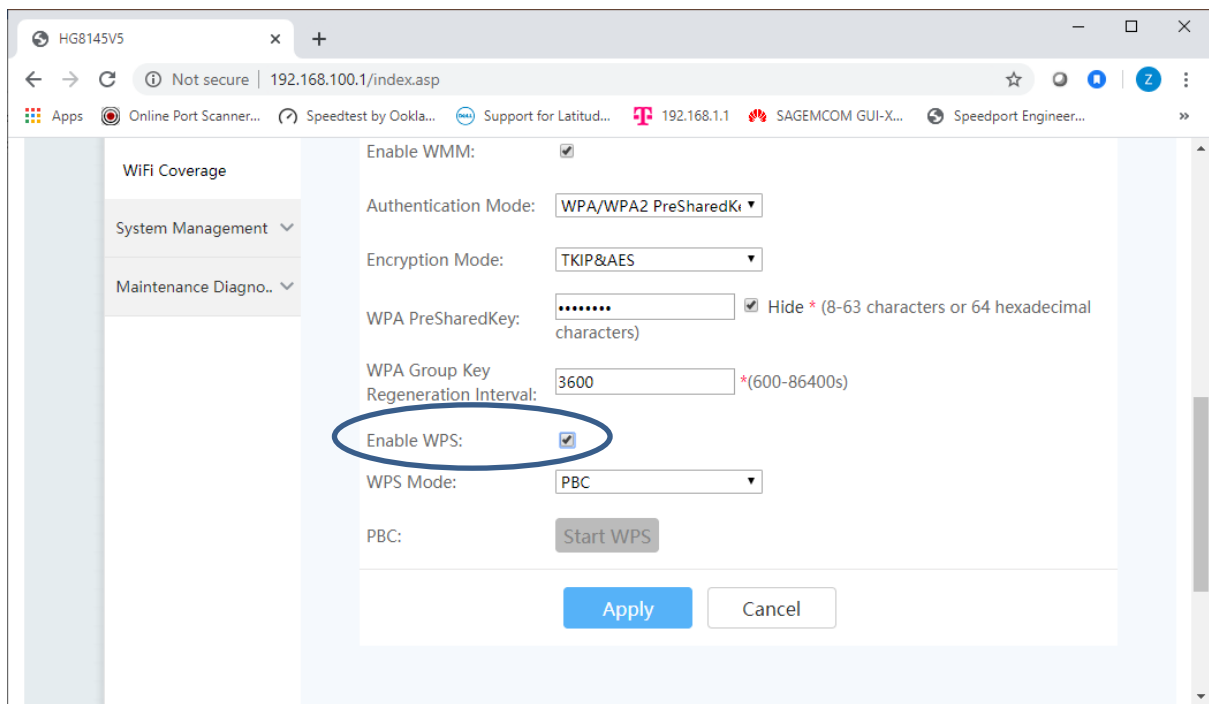 HG8145V5
Not secure | 192.168.100.1/index.asp
Z
Apps Online Port Scanner... Speedtest by Ookla... DELL Support for Latitud... T 192.168.1.1 SAGEMCOM GUI-X... Speedport Engineer... »
Enable WMM:
WiFi Coverage
Authentication Mode: WPA/WPA2 PreSharedKe
System Management
Encryption Mode: TKIP&AES
Maintenance Diagno..
WPA PreSharedKey: •••••••• Hide * (8-63 characters or 64 hexadecimal
characters)
WPA Group Key
Regeneration Interval: 3600 *(600-86400s)
Enable WPS:
WPS Mode: PBC
PBC: Start WPS
Apply Cancel